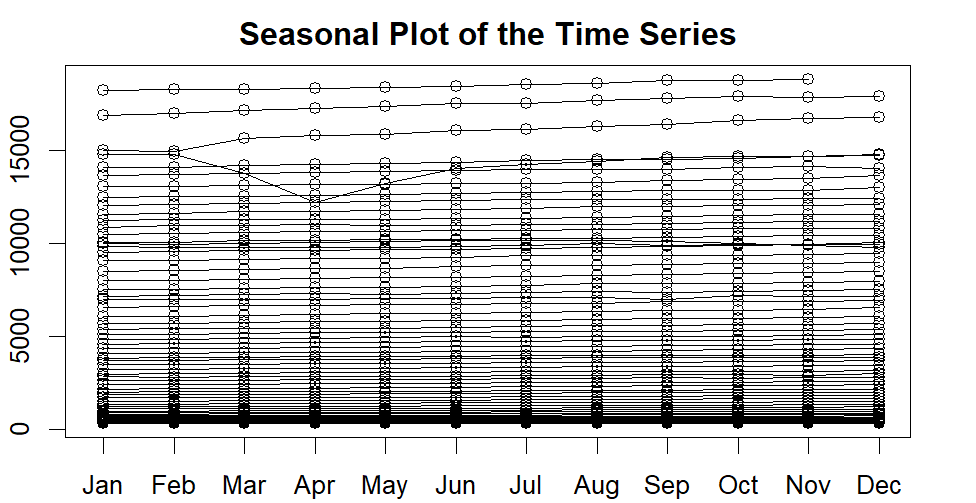 Seasonal Plot of the Time Series
15000
10000
5000
0
Jan Feb Mar Apr May Jun Jul Aug Sep Oct Nov Dec